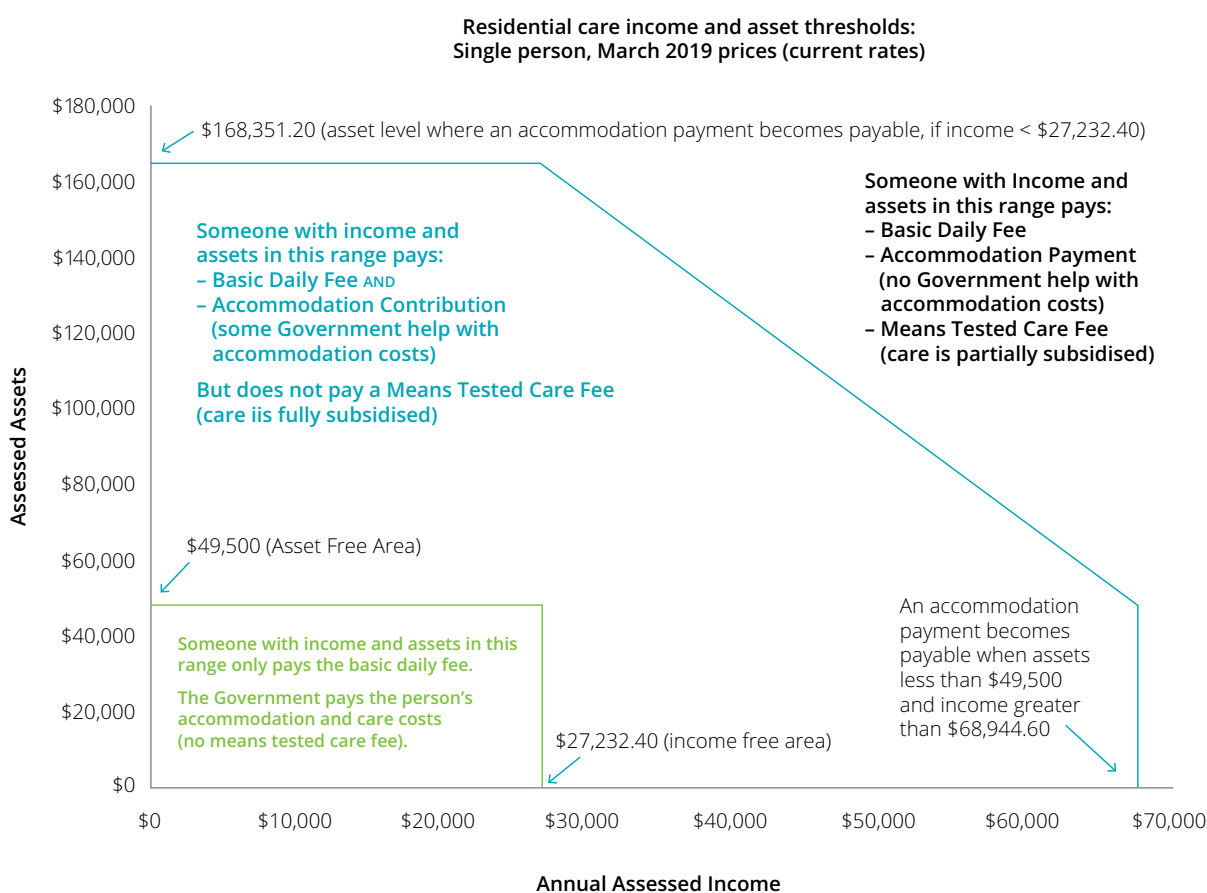 Residential care income and asset thresholds:
Single person, March 2019 prices (current rates)
$180,000
$168,351.20 (asset level where an accommodation payment becomes payable, if income < $27,232.40)
$160,000
$140,000
$120,000
$100,000
$80,000
$60,000
$40,000
$20,000
$0
Assessed Assets
Someone with income and
assets in this range pays:
– Basic Daily Fee AND
– Accommodation Contribution
(some Government help with
accommodation costs)
But does not pay a Means Tested Care Fee
(care iis fully subsidised)
Someone with Income and
assets in this range pays:
– Basic Daily Fee
– Accommodation Payment
(no Government help with
accommodation costs)
– Means Tested Care Fee
(care is partially subsidised)
$49,500 (Asset Free Area)
Someone with income and assets in this
range only pays the basic daily fee.
The Government pays the person's
accommodation and care costs
(no means tested care fee).
$27,232.40 (income free area)
An accommodation
payment becomes
payable when assets
less than $49,500
and income greater
than $68,944.60
$0
$10,000
$20,000
$30,000
$40,000
$50,000
$60,000
$70,000
Annual Assessed Income